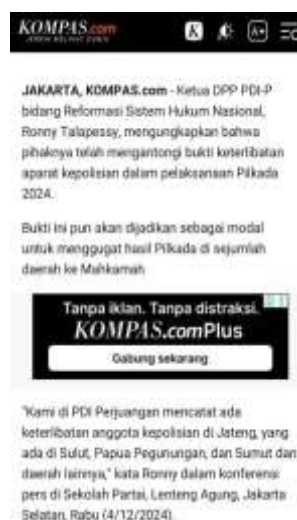 KOMPAS.com
JERNIH MELIHAT DUNIA
K
A+
JAKARTA, KOMPAS.com - Ketua DPP PDI-P
bidang Reformasi Sistem Hukum Nasional,
Ronny Talapessy, mengungkapkan bahwa
pihaknya telah mengantongi bukti keterlibatan
aparat kepolisian dalam pelaksanaan Pilkada
2024.
Bukti ini pun akan dijadikan sebagai modal
untuk menggugat hasil Pilkada di sejumlah
daerah ke Mahkamah
Tanpa iklan. Tanpa distraksi.
KOMPAS.comPlus
Gabung sekarang
"Kami di PDI Perjuangan mencatat ada
keterlibatan anggota kepolisian di Jateng, yang
ada di Sulut, Papua Pegunungan, dan Sumut dan
daerah lainnya," kata Ronny dalam konferensi
pers di Sekolah Partai, Lenteng Agung, Jakarta
Selatan, Rabu (4/12/2024).